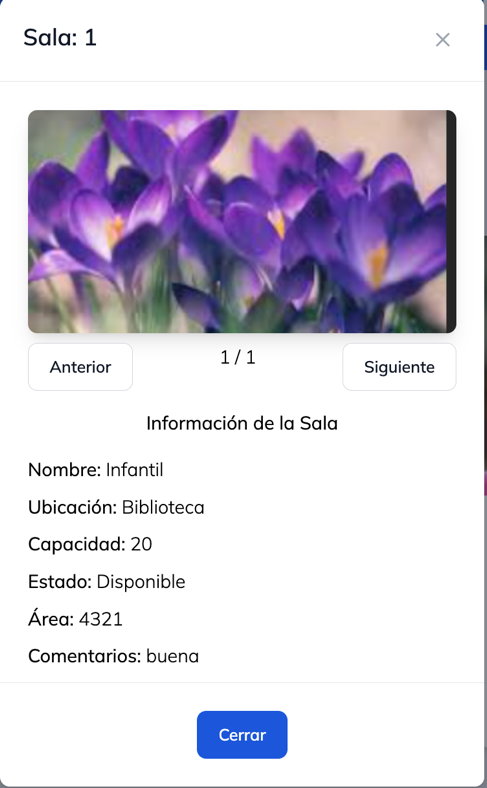 Sala: 1
Anterior
1 / 1
Siguiente
Información de la Sala
Nombre: Infantil
Ubicación: Biblioteca
Capacidad: 20
Estado: Disponible
Área: 4321
Comentarios: buena
Cerrar